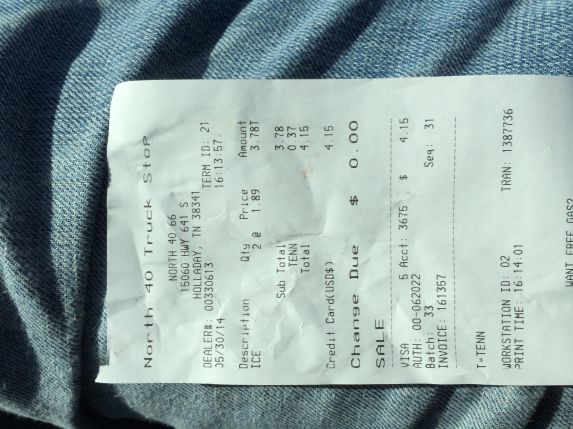 North 40 Truck Stop
NORTH 40 66
15060 HWY 641 S
HOLLADAY, TN 38341
DEALER#: 00330613 TERM ID: 21
05/30/14 16:13:57
Description Qty Price Amount
ICE 2 @ 1.89 3.78T
Sub Total 3.78
TENN 0.37
Total 4.15
Credit Card(USD$) 4.15
Change Due $ 0.00
SALE
VISA 5 Acct: 3675 $ 4.15
AUTH: 00-062022
Batch: 33 Seq: 31
INVOICE: 161357
T=TENN
WORKSTATION ID: 02 TRAN: 1387736
PRINT TIME: 16:14:01
WANT FREE GAS?